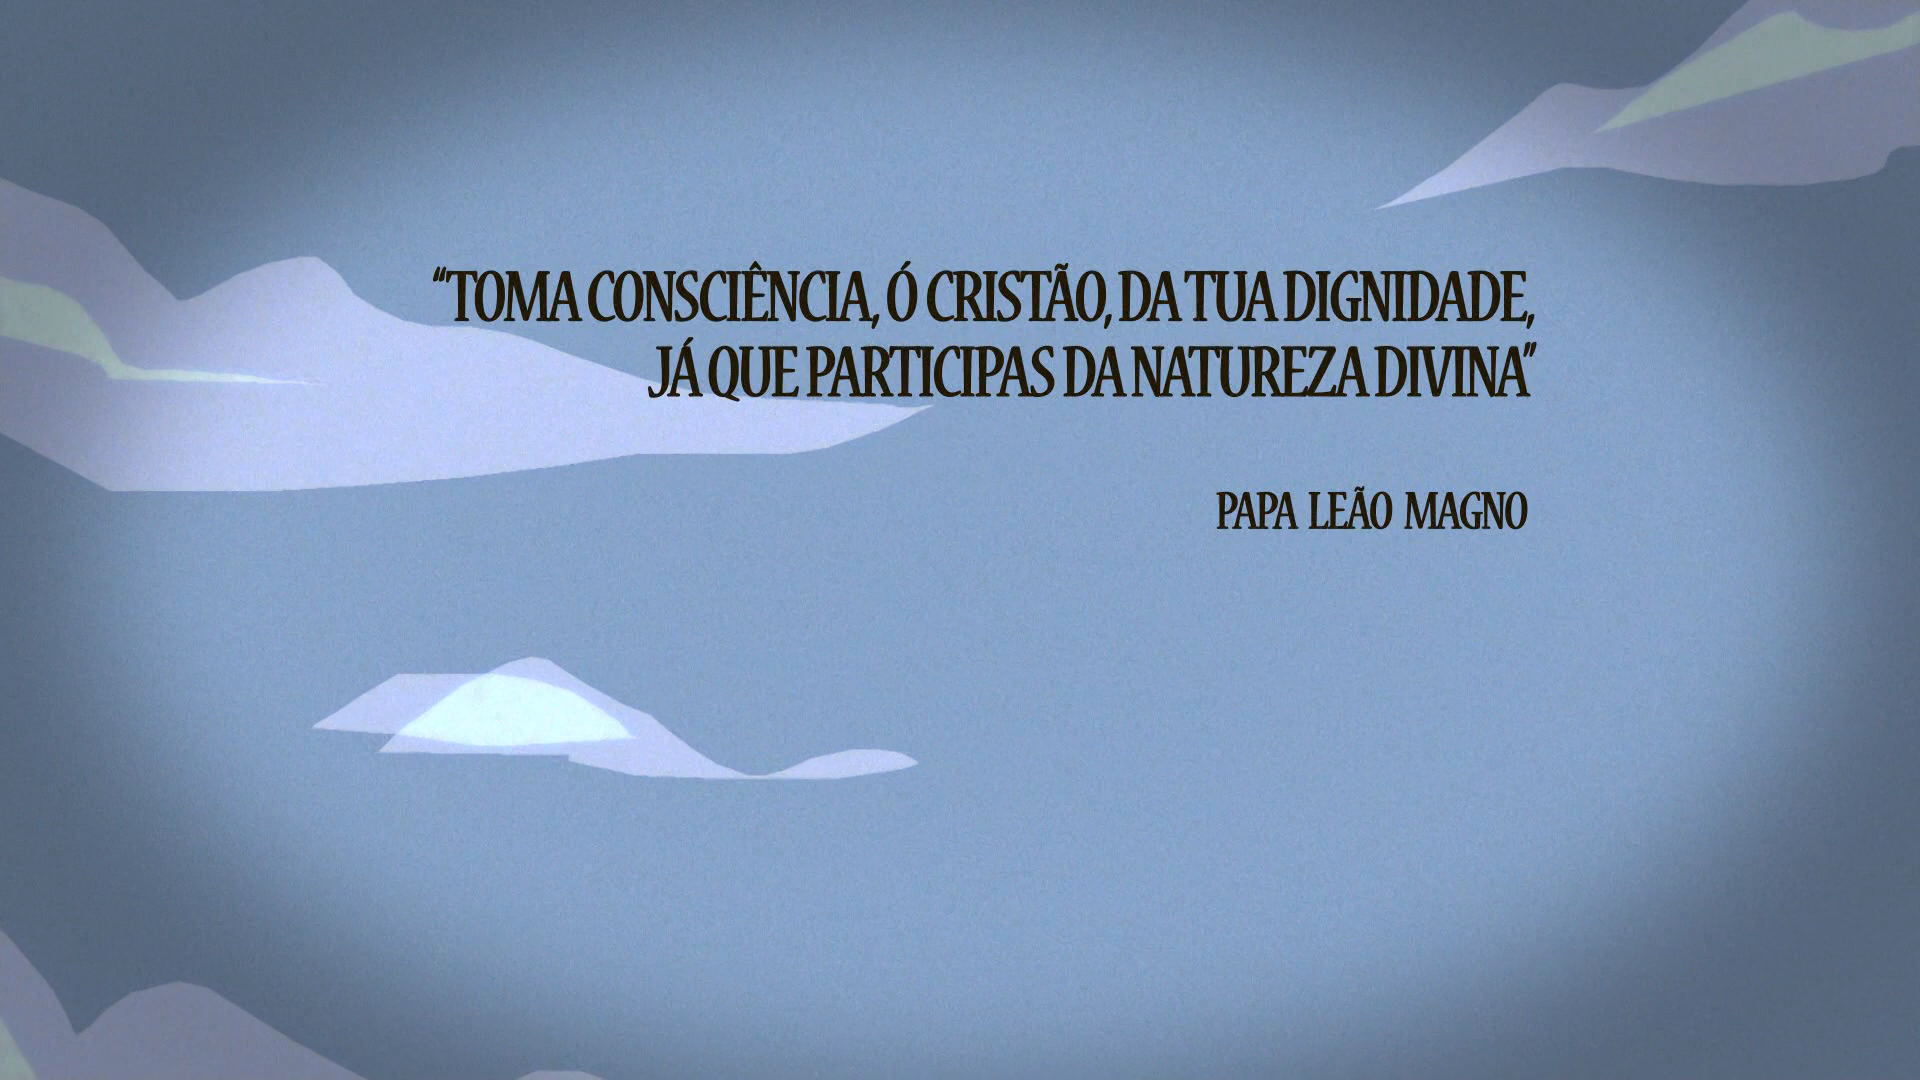 “TOMA CONSCIÊNCIA, Ó CRISTÃO, DA TUA DIGNIDADE,
JÁ QUE PARTICIPAS DA NATUREZA DIVINA”
PAPA LEÃO MAGNO